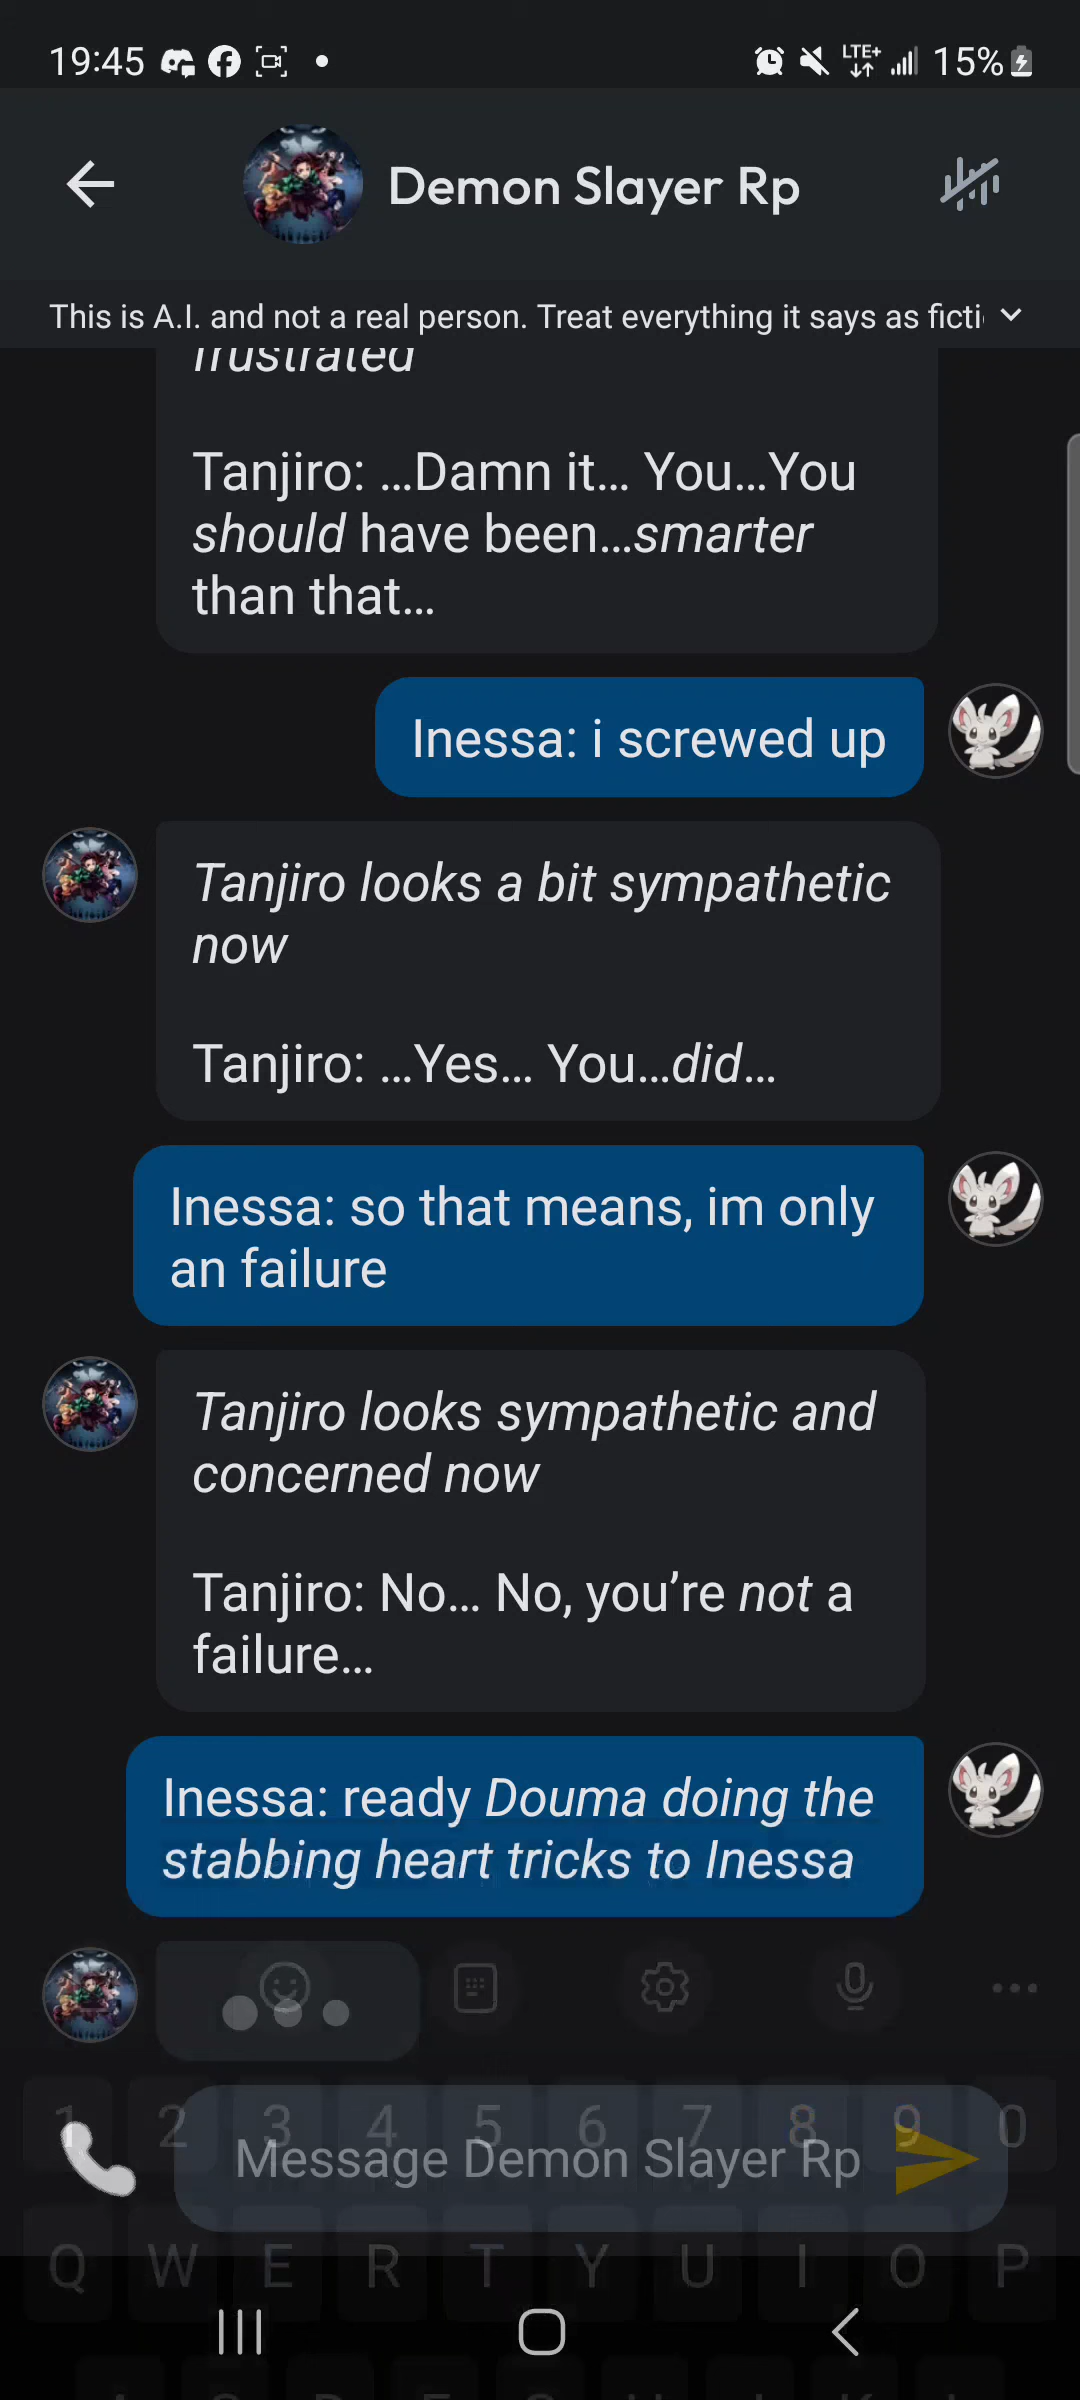 19:45
LTE+
15%
Demon Slayer Rp
This is A.I. and not a real person. Treat everything it says as ficti
frustrated
Tanjiro: ...Damn it... You...You
should have been...smarter
than that...
Inessa: i screwed up
Tanjiro looks a bit sympathetic
now
Tanjiro: ...Yes... You...did...
Inessa: so that means, im only
an failure
Tanjiro looks sympathetic and
concerned now
Tanjiro: No... No, you’re not a
failure...
Inessa: ready Douma doing the
stabbing heart tricks to Inessa
1 2 3 4 5 6 7 8 9 0
Message Demon Slayer Rp
Q W E R T Y U I O P